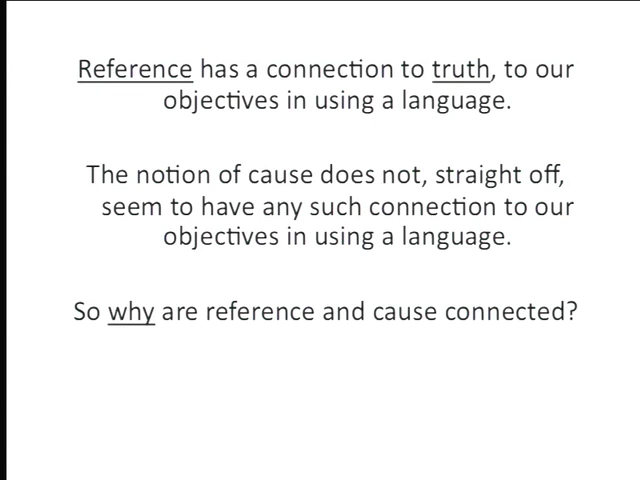 Reference has a connection to truth, to our
objectives in using a language.
The notion of cause does not, straight off,
seem to have any such connection to our
objectives in using a language.
So why are reference and cause connected?